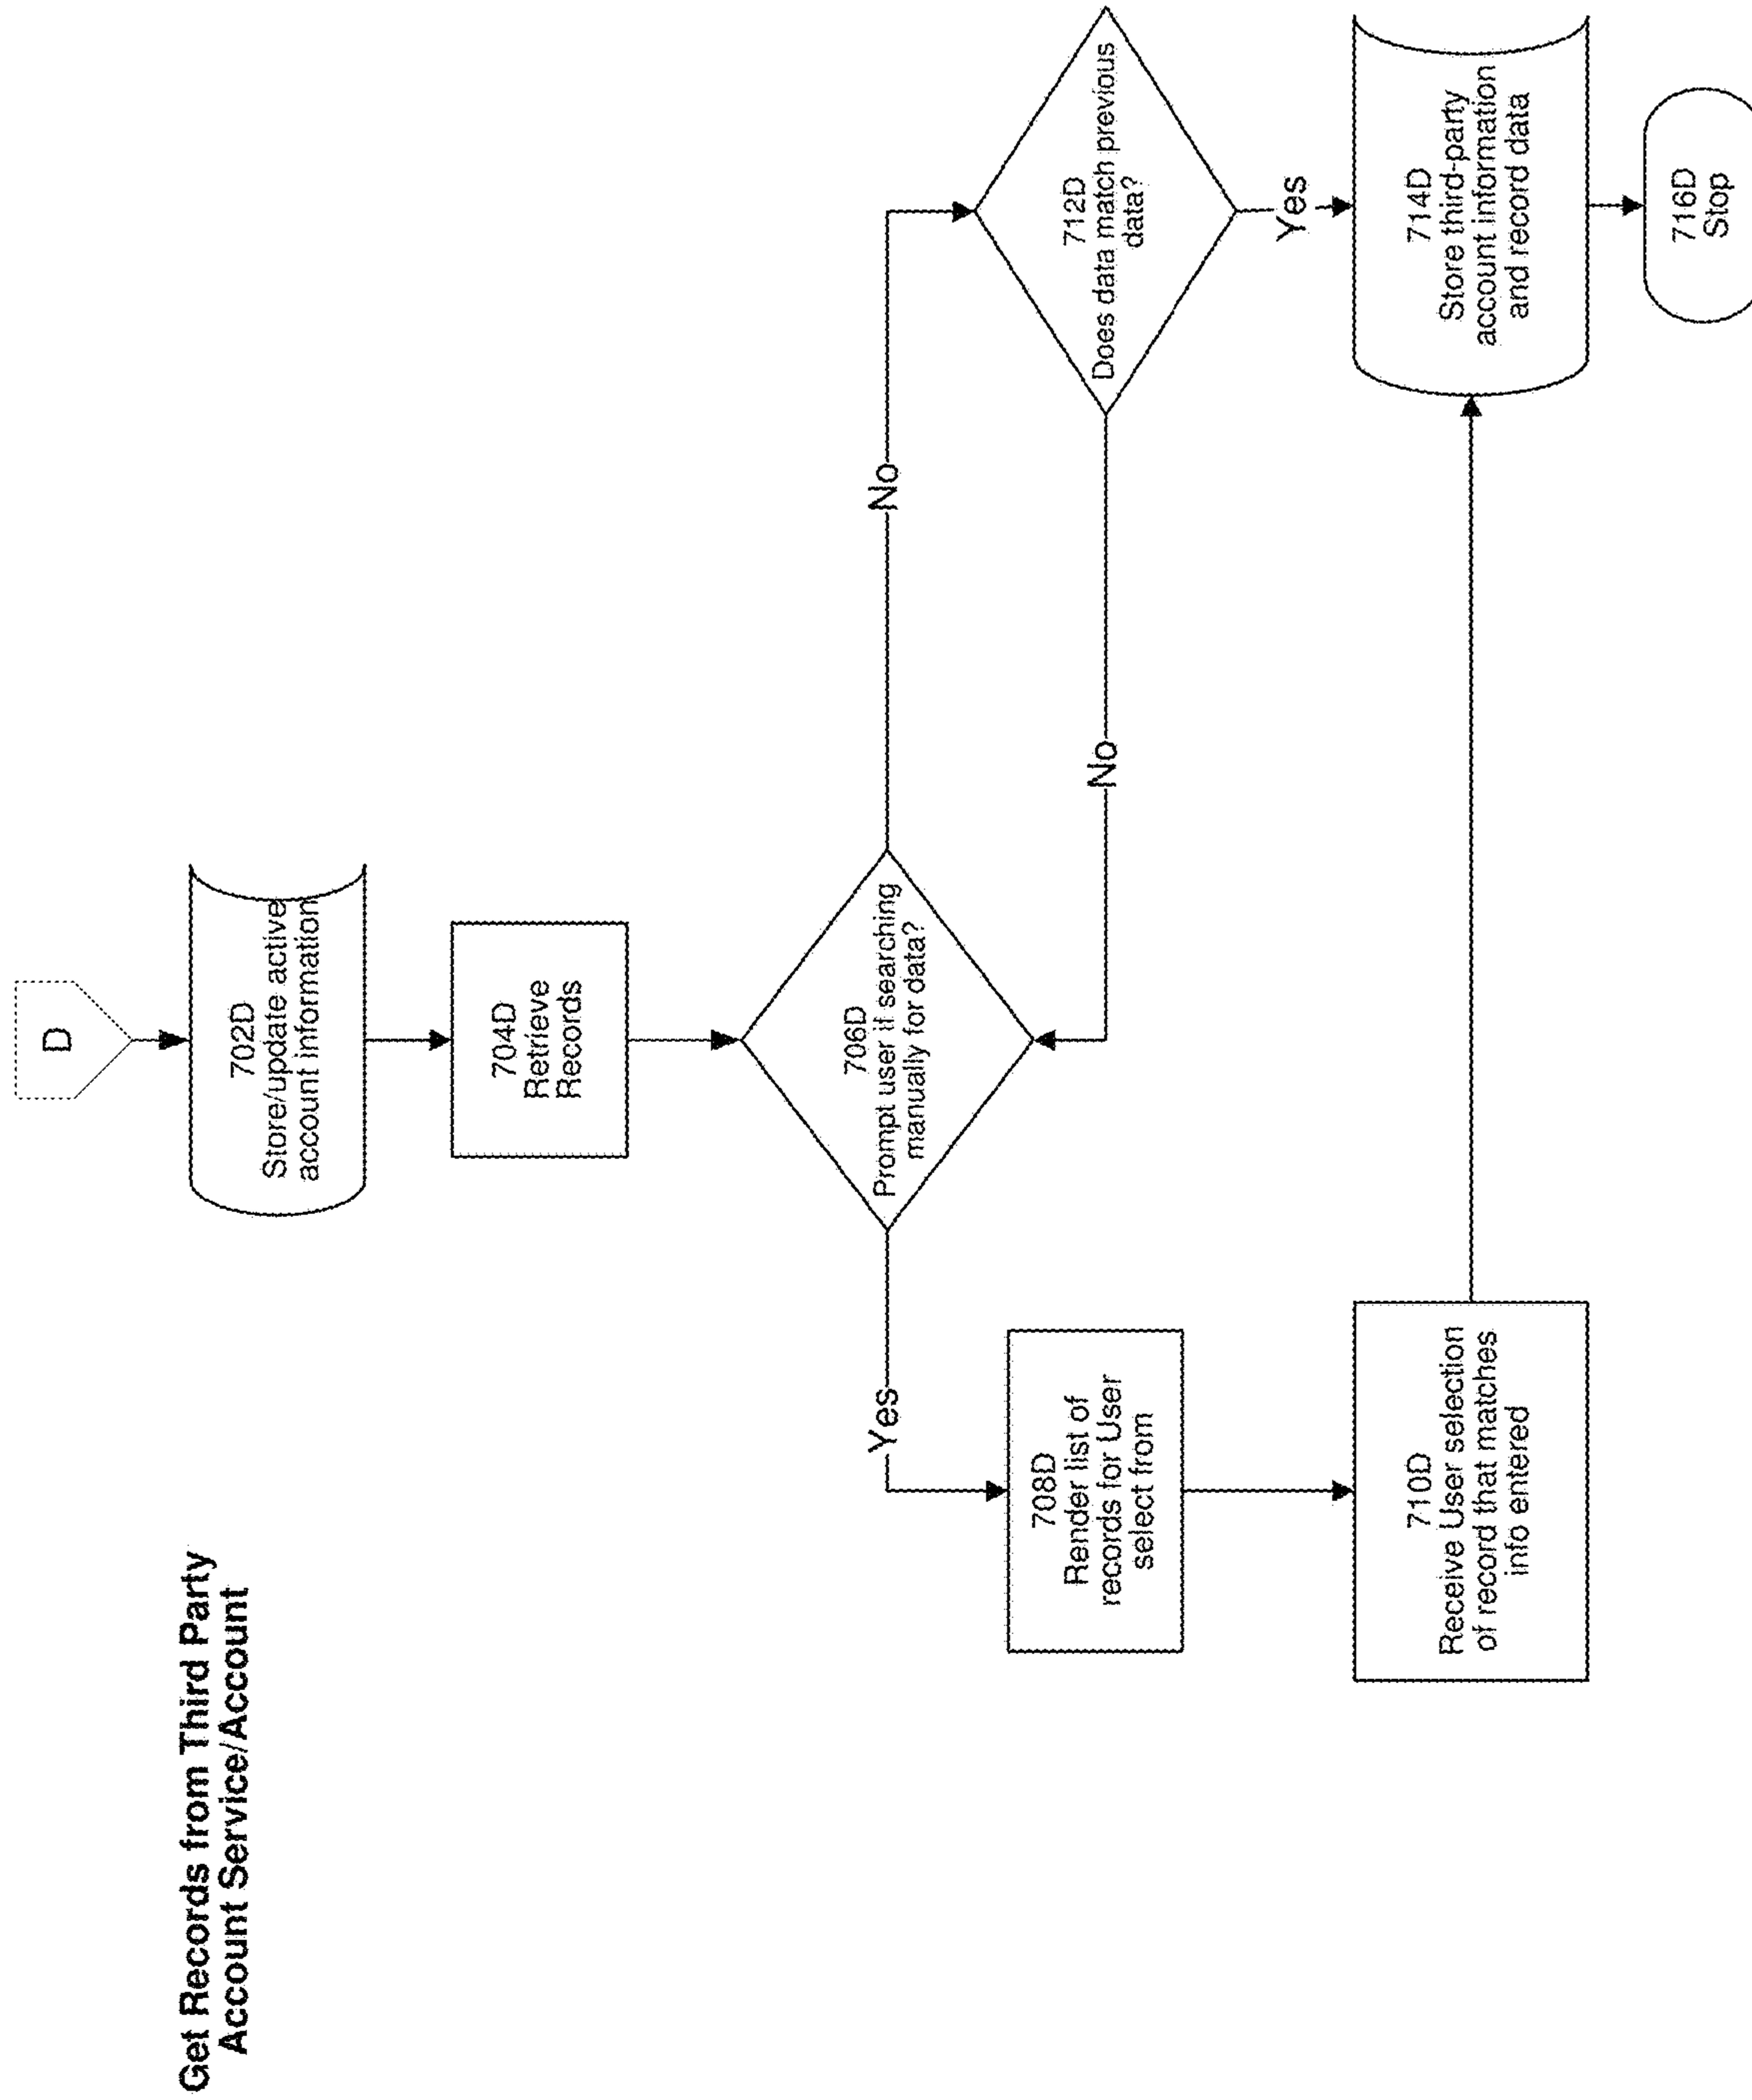 Get Records from Third Party
Account Service/Account
D
702D
Store/update active
account information
704D
Retrieve
Records
706D
Prompt user if searching
manually for data?
Yes
No
708D
Render list of
records for User
select from
No
712D
Does data match previous
data?
Yes
710D
Receive User selection
of record that matches
info entered
714D
Store third-party
account information
and record data
716D
Stop